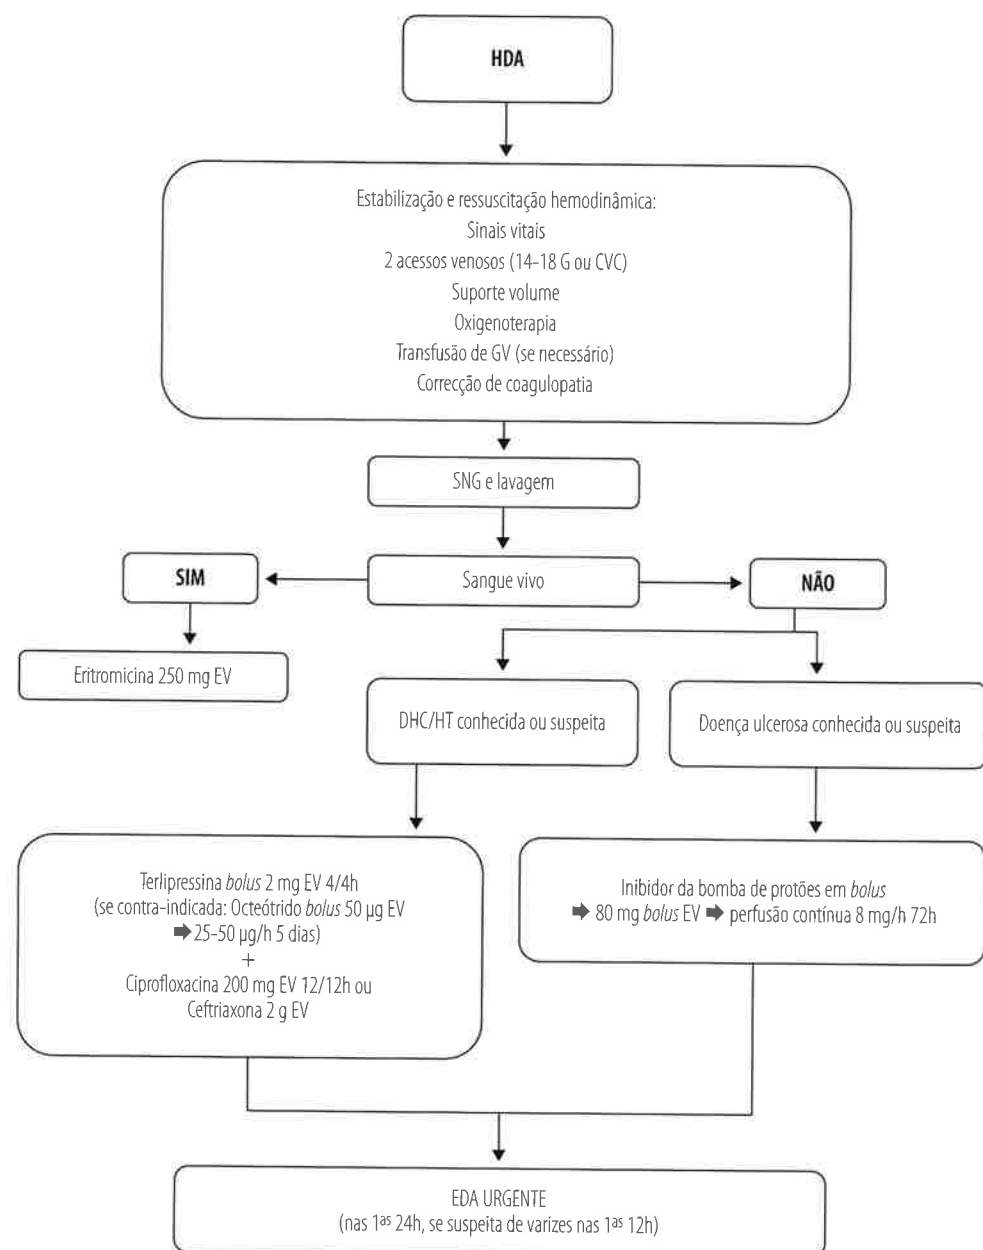 HDA
Estabilização e ressuscitação hemodinâmica:
Sinais vitais
2 acessos venosos (14-18 G ou CVC)
Suporte volume
Oxigenoterapia
Transfusão de GV (se necessário)
Correcção de coagulopatia
SNG e lavagem
SIM
Sangue vivo
NÃO
Eritromicina 250 mg EV
DHC/HT conhecida ou suspeita
Doença ulcerosa conhecida ou suspeita
Terlipressina bolus 2 mg EV 4/4h
(se contra-indicada: Octeótrido bolus 50 µg EV
➡ 25-50 µg/h 5 dias)
+
Ciprofloxacina 200 mg EV 12/12h ou
Ceftriaxona 2 g EV
Inibidor da bomba de protões em bolus
➡ 80 mg bolus EV ➡ perfusão contínua 8 mg/h 72h
EDA URGENTE
(nas 1ªs 24h, se suspeita de varizes nas 1ªs 12h)